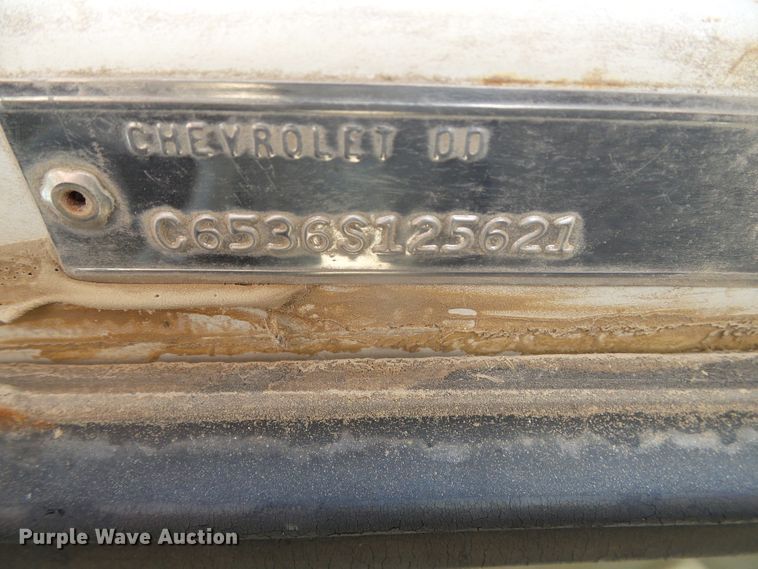 CHEVROLET DD
C6536S125621
Purple Wave Auction